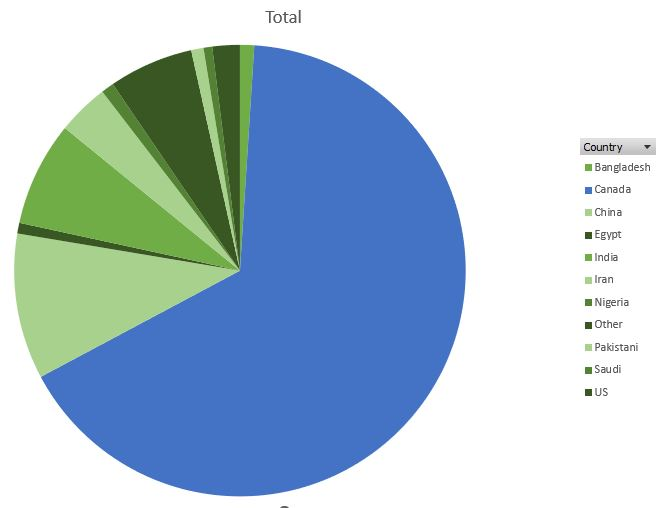 Total
Country
Bangladesh
Canada
China
Egypt
India
Iran
Nigeria
Other
Pakistani
Saudi
US